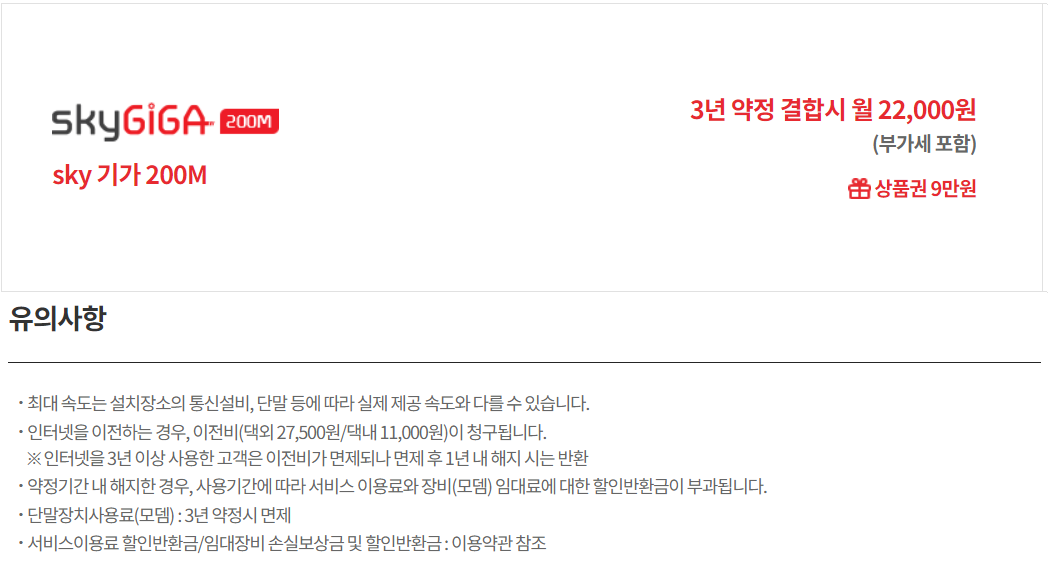 skyGiGA 200M
sky 기가 200M
3년 약정 결합시 월 22,000원
(부가세 포함)
상품권 9만원
유의사항
· 최대 속도는 설치장소의 통신설비, 단말 등에 따라 실제 제공 속도와 다를 수 있습니다.
· 인터넷을 이전하는 경우, 이전비(댁외 27,500원/댁내 11,000원)이 청구됩니다.
※ 인터넷을 3년 이상 사용한 고객은 이전비가 면제되나 면제 후 1년 내 해지 시는 반환
· 약정기간 내 해지한 경우, 사용기간에 따라 서비스 이용료와 장비(모뎀) 임대료에 대한 할인반환금이 부과됩니다.
· 단말장치사용료(모뎀) : 3년 약정시 면제
· 서비스이용료 할인반환금/임대장비 손실보상금 및 할인반환금 : 이용약관 참조